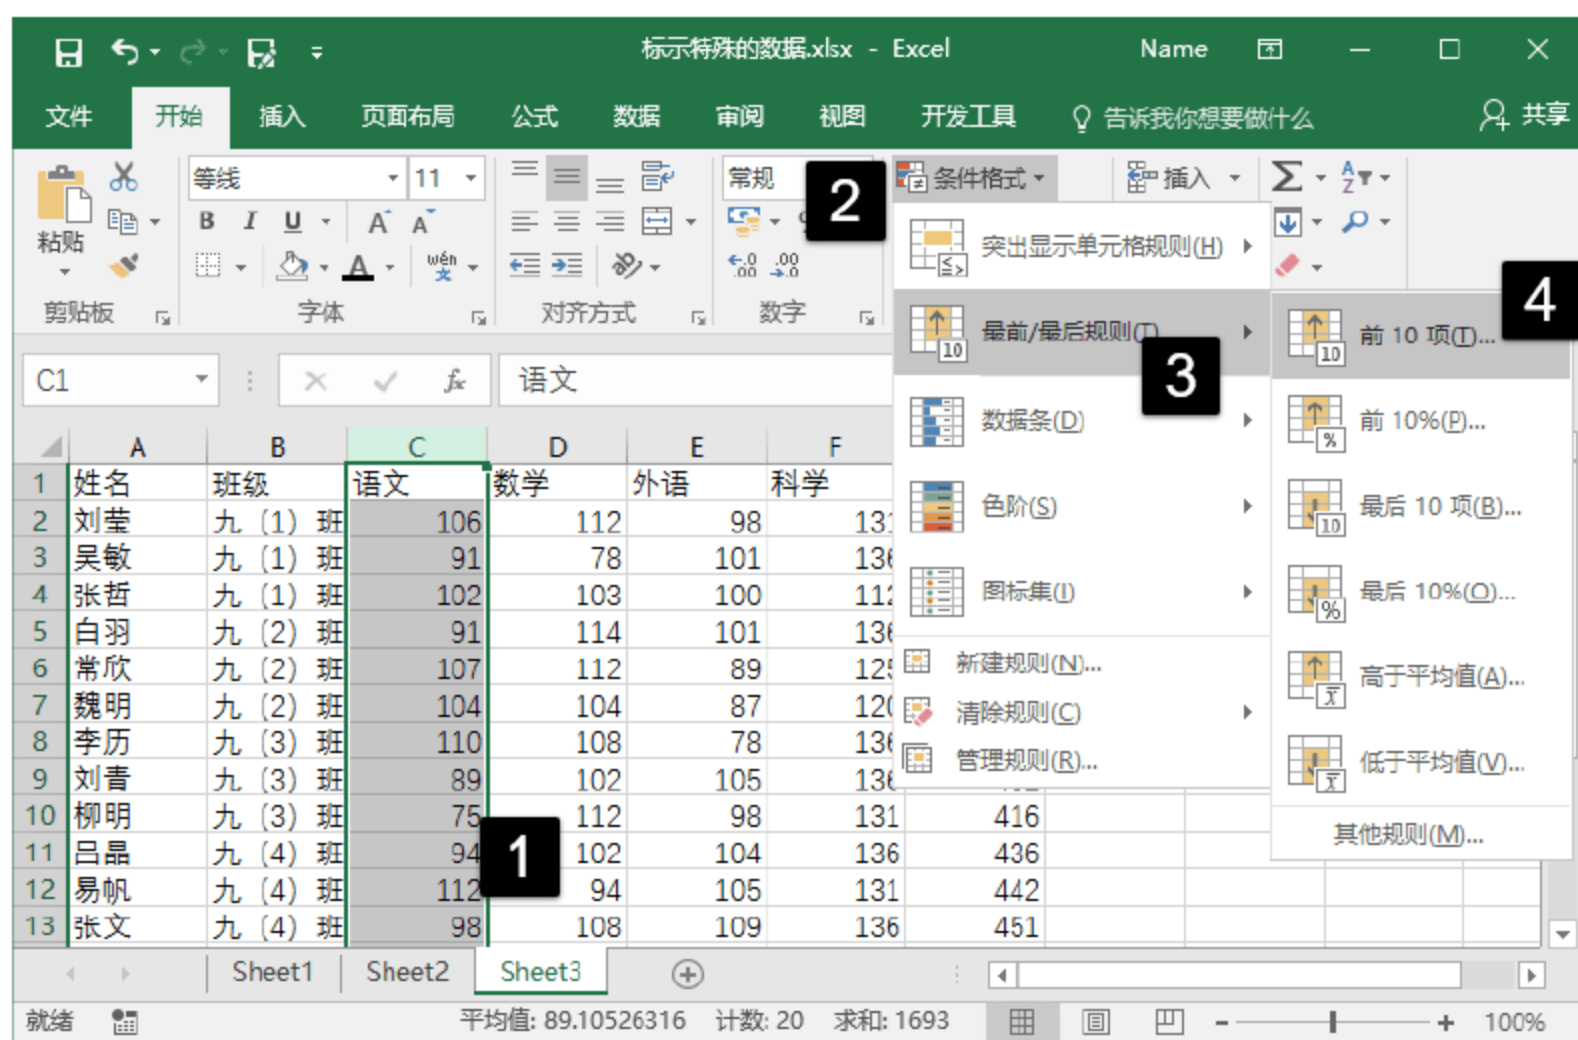 标示特殊的数据.xlsx - Excel Name
文件 开始 插入 页面布局 公式 数据 审阅 视图 开发工具 告诉我你想要做什么 共享
等线 11 常规 2 条件格式 插入 Σ A Z
粘贴 B I U A A
A wén 文 ←.0 .00 .00 →.0
剪贴板 字体 对齐方式 数字
突出显示单元格规则(H)
最前/最后规则(T) 10 3
数据条(D)
色阶(S)
图标集(I)
新建规则(N)...
清除规则(C)
管理规则(R)...
4
前 10 项(T)... 10
前 10%(P)... %
最后 10 项(B)... 10
最后 10%(O)... %
高于平均值(A)... x̄
低于平均值(V)... x̄
其他规则(M)...
C1 fx 语文
A B C D E F
1 姓名 班级 语文 数学 外语 科学
2 刘莹 九（1）班 106 112 98
3 吴敏 九（1）班 91 78 101
4 张哲 九（1）班 102 103 100
5 白羽 九（2）班 91 114 101
6 常欣 九（2）班 107 112 89
7 魏明 九（2）班 104 104 87
8 李历 九（3）班 110 108 78
9 刘青 九（3）班 89 102 105
10 柳明 九（3）班 75 112 98 131 416
11 吕晶 九（4）班 94 1 102 104 136 436
12 易帆 九（4）班 112 94 105 131 442
13 张文 九（4）班 98 108 109 136 451
Sheet1 Sheet2 Sheet3
就绪 平均值: 89.10526316 计数: 20 求和: 1693 100%